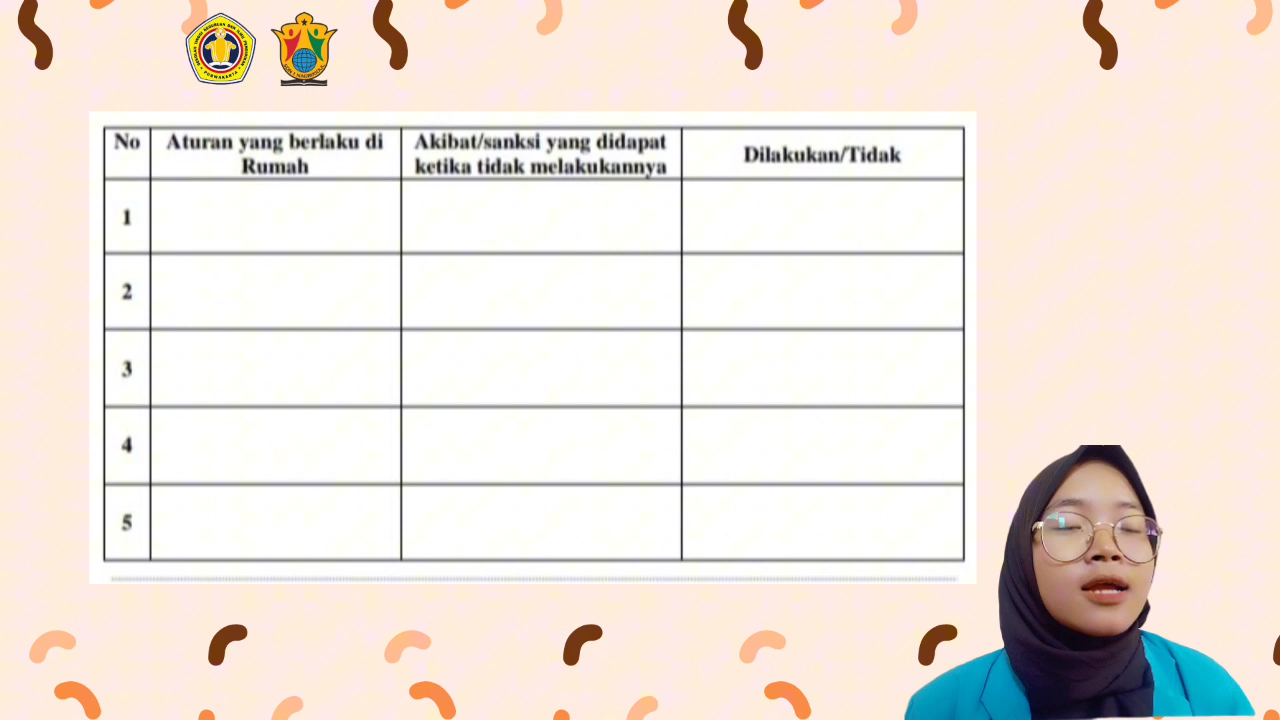 No
Aturan yang berlaku di
Rumah
Akibat/sanksi yang didapat
ketika tidak melakukannya
Dilakukan/Tidak
1
2
3
4
5
PURWAKARTA